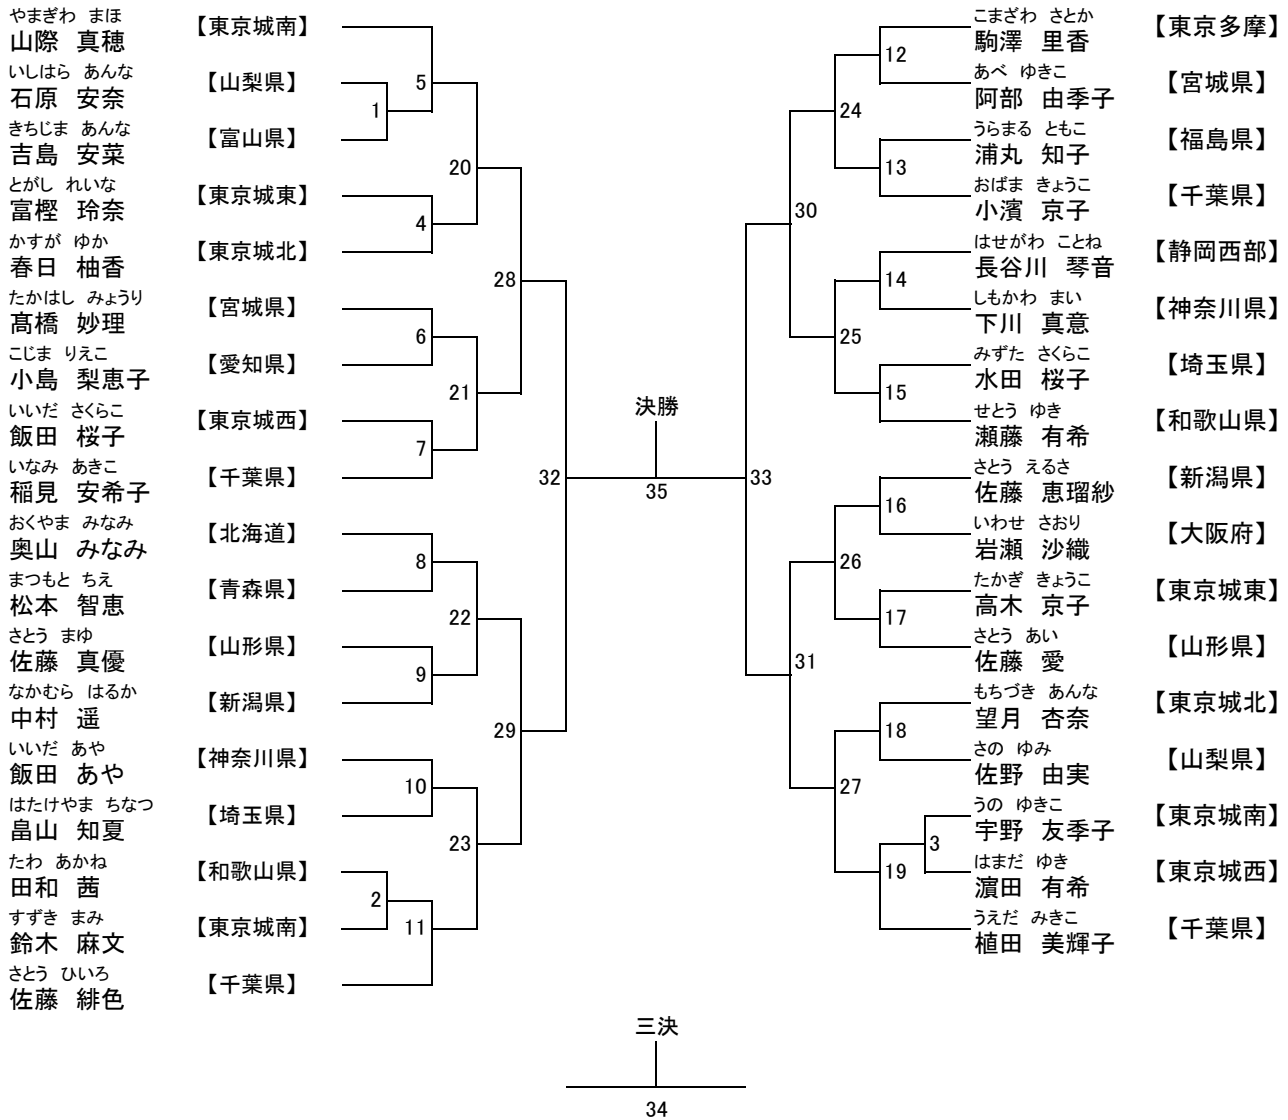 やまぎわ まほ
山際 真穂 【東京城南】
いしはら あんな
石原 安奈 【山梨県】
きちじま あんな
吉島 安菜 【富山県】
とがし れいな
富樫 玲奈 【東京城東】
かすが ゆか
春日 柚香 【東京城北】
たかはし みょうり
髙橋 妙理 【宮城県】
こじま りえこ
小島 梨恵子 【愛知県】
いいだ さくらこ
飯田 桜子 【東京城西】
いなみ あきこ
稲見 安希子 【千葉県】
おくやま みなみ
奥山 みなみ 【北海道】
まつもと ちえ
松本 智恵 【青森県】
さとう まゆ
佐藤 真優 【山形県】
なかむら はるか
中村 遥 【新潟県】
いいだ あや
飯田 あや 【神奈川県】
はたけやま ちなつ
畠山 知夏 【埼玉県】
たわ あかね
田和 茜 【和歌山県】
すずき まみ
鈴木 麻文 【東京城南】
さとう ひいろ
佐藤 緋色 【千葉県】
1
5
20
4
28
6
21
7
32
8
22
9
29
10
23
2
11
決勝
35
三決
34
12
24
13
30
14
25
15
33
16
26
17
31
18
27
3
19
こまざわ さとか
駒澤 里香 【東京多摩】
あべ ゆきこ
阿部 由季子 【宮城県】
うらまる ともこ
浦丸 知子 【福島県】
おばま きょうこ
小濱 京子 【千葉県】
はせがわ ことね
長谷川 琴音 【静岡西部】
しもかわ まい
下川 真意 【神奈川県】
みずた さくらこ
水田 桜子 【埼玉県】
せとう ゆき
瀬藤 有希 【和歌山県】
さとう えるさ
佐藤 恵瑠紗 【新潟県】
いわせ さおり
岩瀬 沙織 【大阪府】
たかぎ きょうこ
高木 京子 【東京城東】
さとう あい
佐藤 愛 【山形県】
もちづき あんな
望月 杏奈 【東京城北】
さの ゆみ
佐野 由実 【山梨県】
うの ゆきこ
宇野 友季子 【東京城南】
はまだ ゆき
濵田 有希 【東京城西】
うえだ みきこ
植田 美輝子 【千葉県】